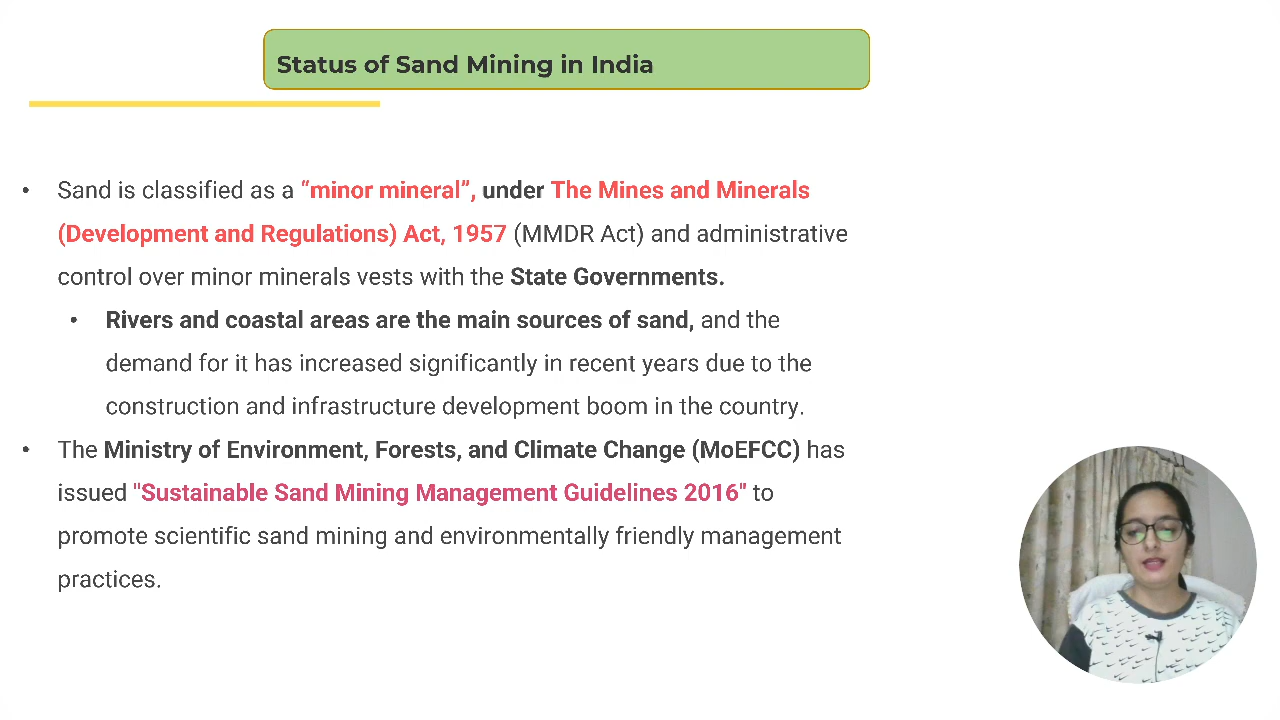 Status of Sand Mining in India
• Sand is classified as a “minor mineral”, under The Mines and Minerals
(Development and Regulations) Act, 1957 (MMDR Act) and administrative
control over minor minerals vests with the State Governments.
• Rivers and coastal areas are the main sources of sand, and the
demand for it has increased significantly in recent years due to the
construction and infrastructure development boom in the country.
• The Ministry of Environment, Forests, and Climate Change (MoEFCC) has
issued "Sustainable Sand Mining Management Guidelines 2016" to
promote scientific sand mining and environmentally friendly management
practices.